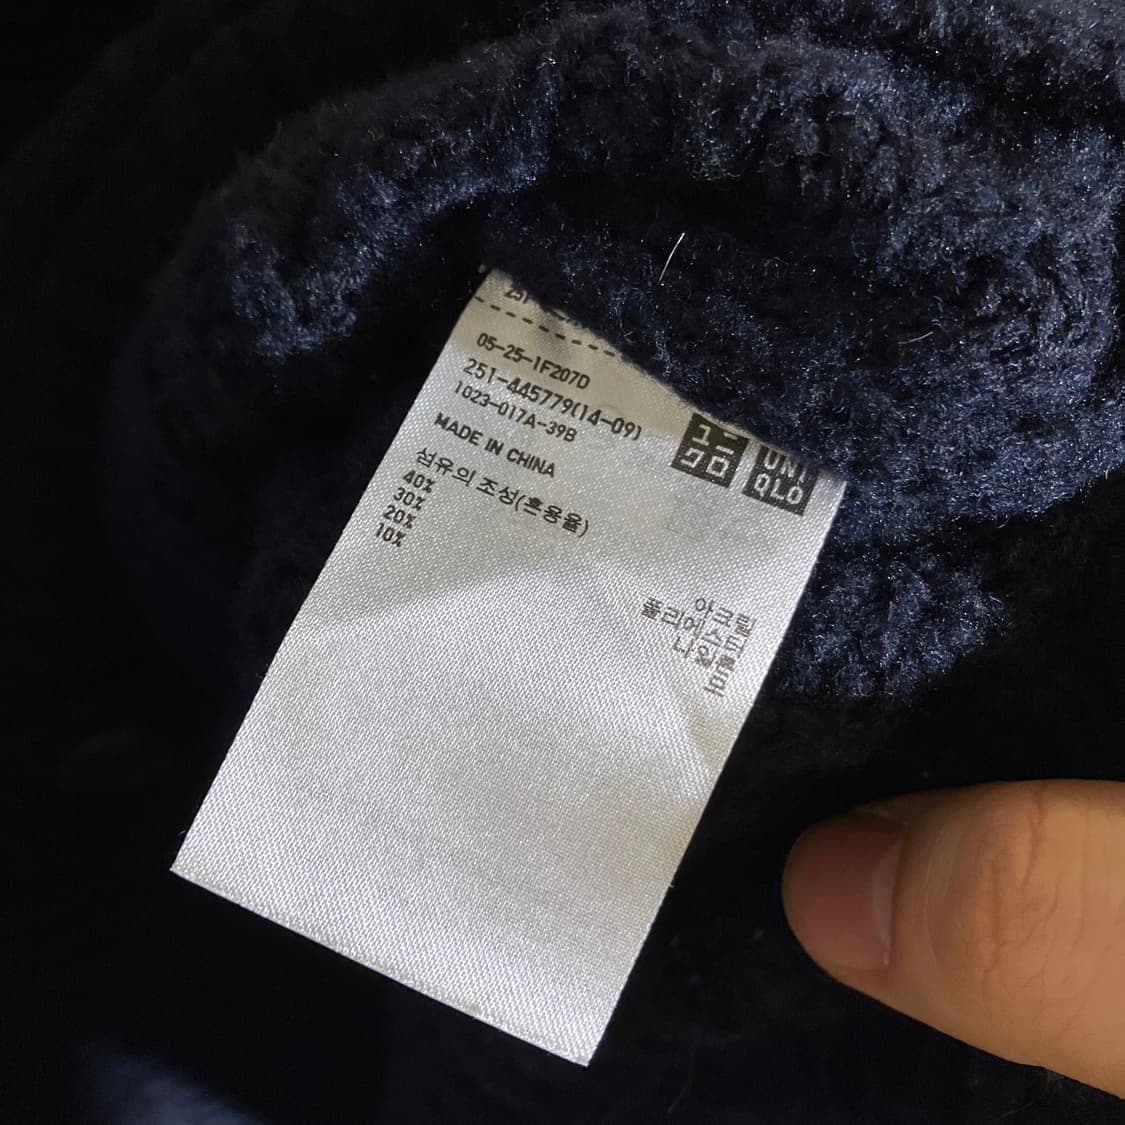 05-25-1F207D
251-445779(14-09)
1023-017A-39B
MADE IN CHINA
섬유의 조성(혼용율)
40% 아크릴
30% 폴리에스터
20% 나일론
10% 모
ユニ
クロ
UNI
QLO